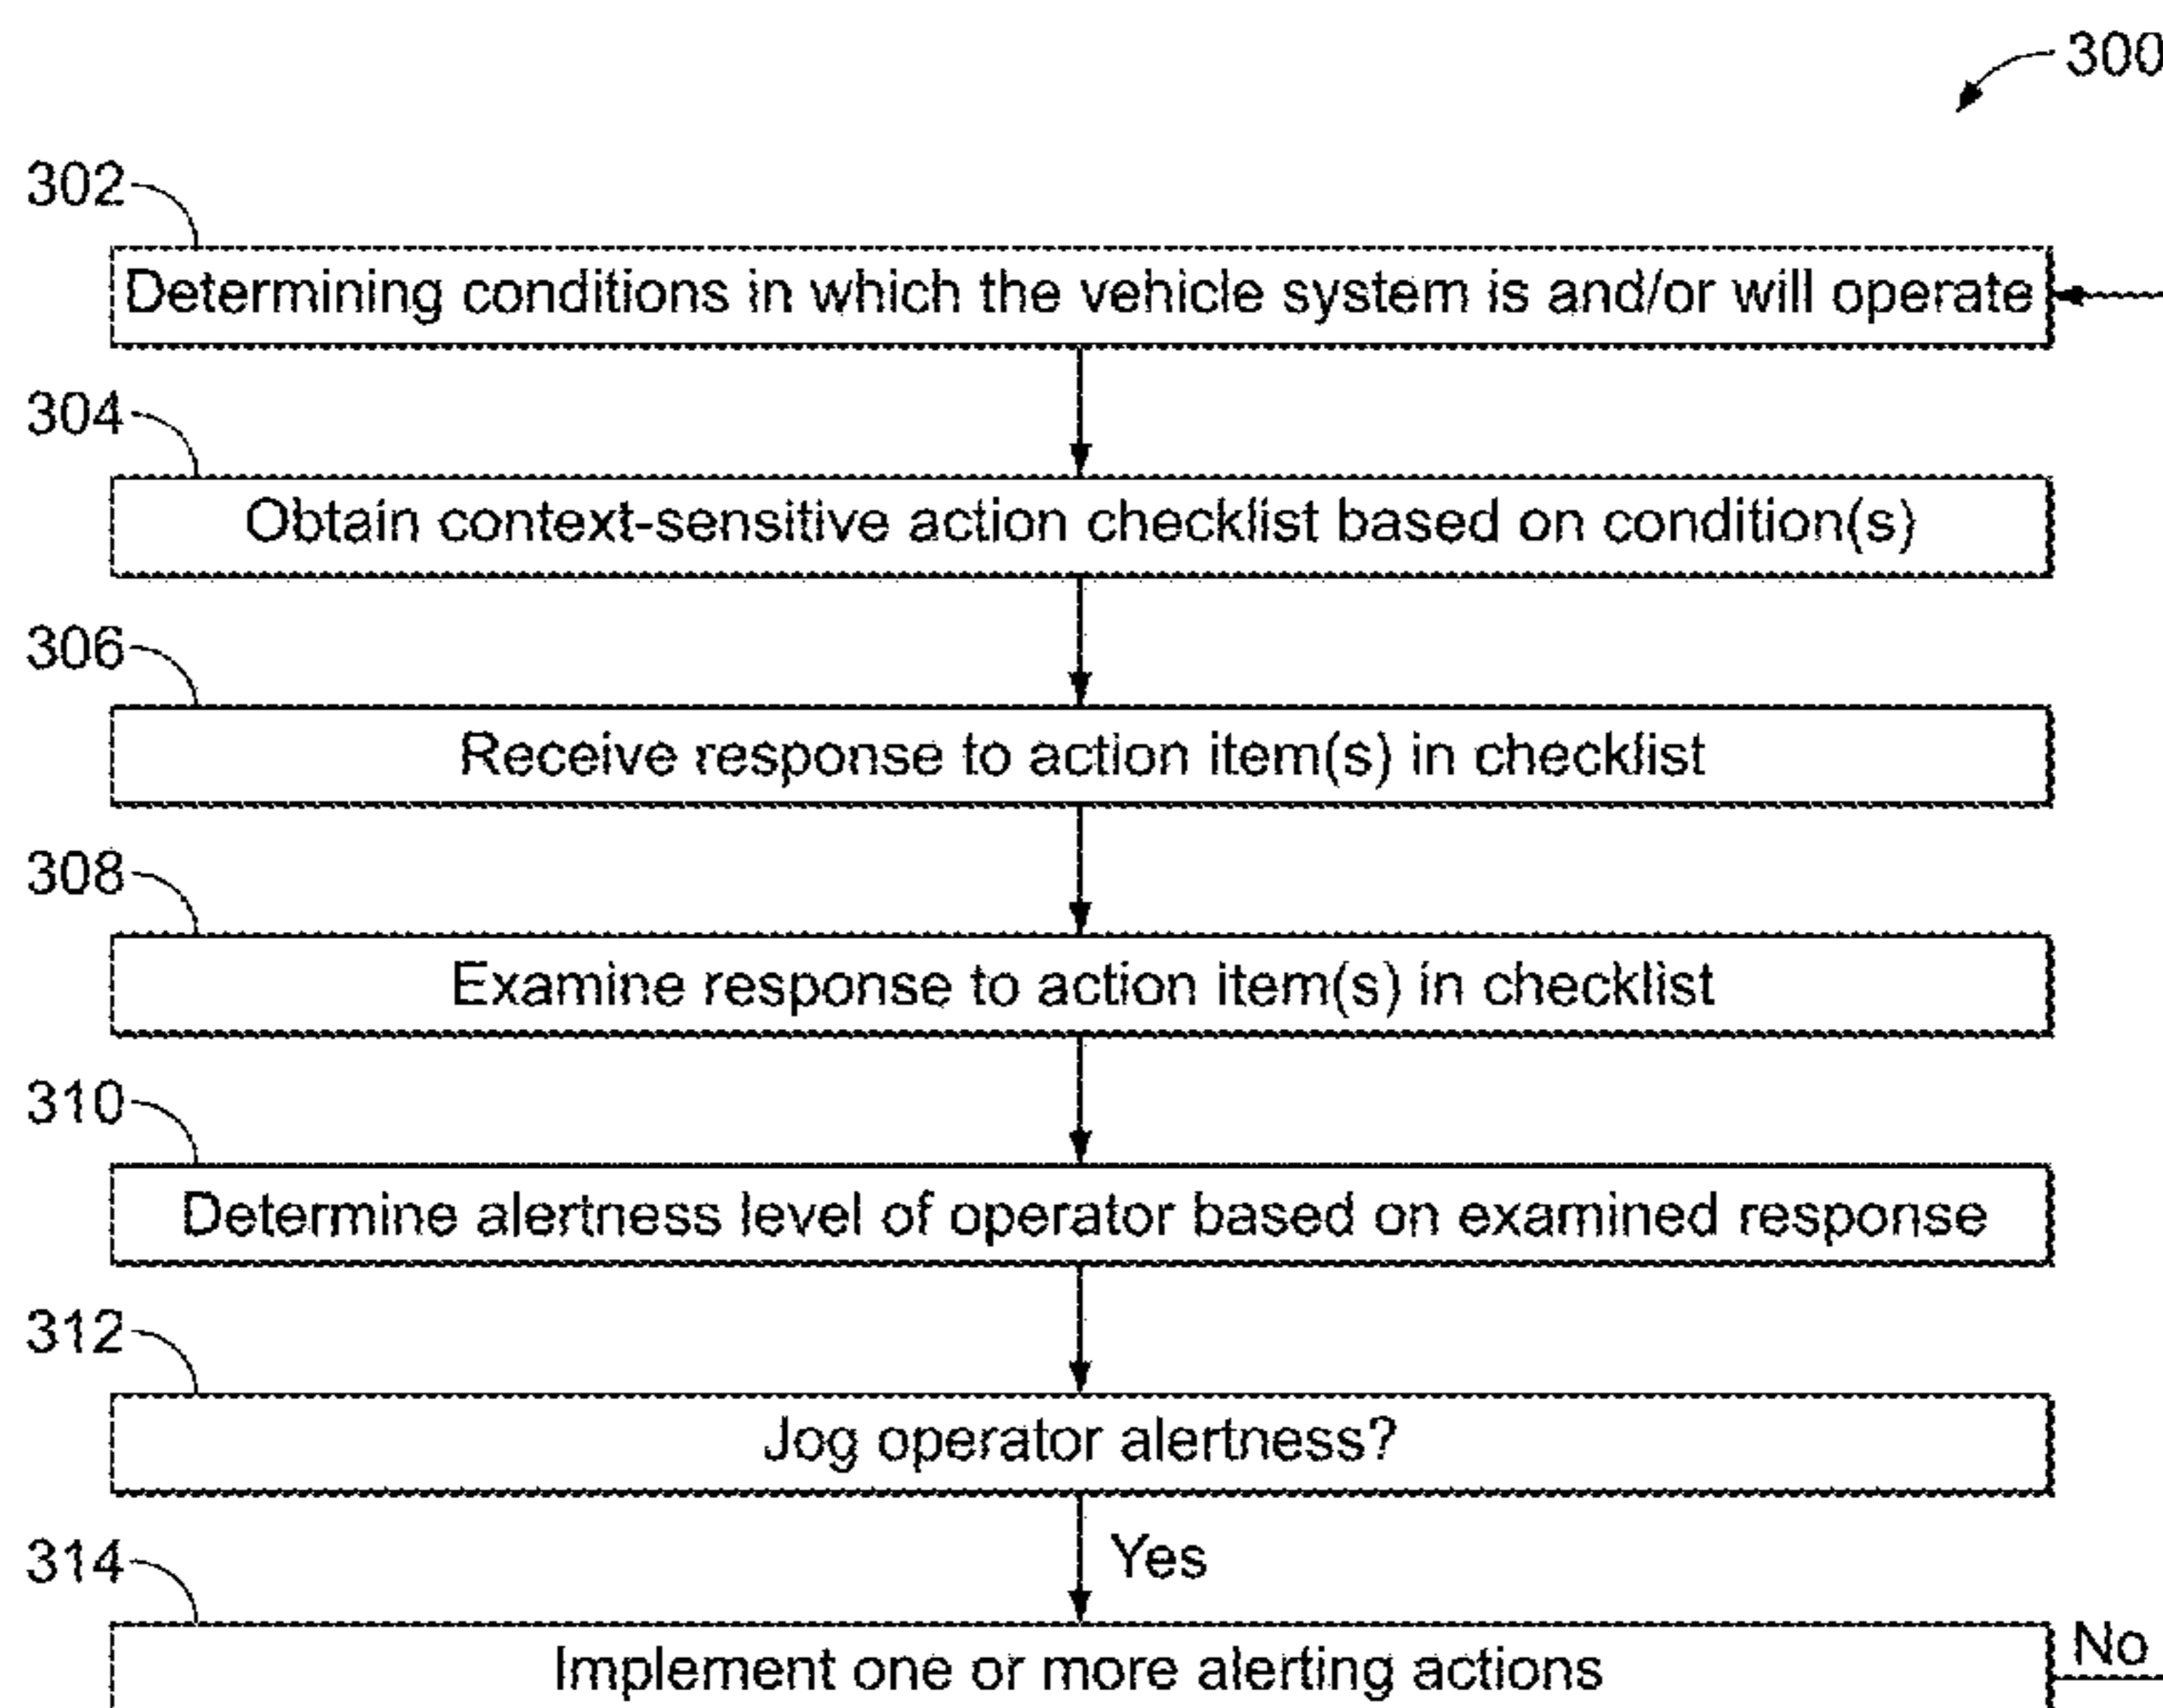 300
302
Determining conditions in which the vehicle system is and/or will operate
304
Obtain context-sensitive action checklist based on condition(s)
306
Receive response to action item(s) in checklist
308
Examine response to action item(s) in checklist
310
Determine alertness level of operator based on examined response
312
Jog operator alertness?
Yes
314
Implement one or more alerting actions
No